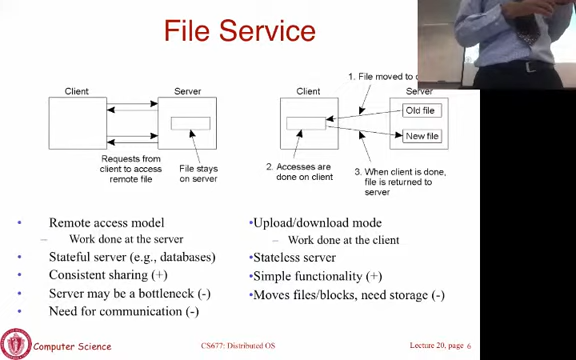 File Service
1. File moved to
Client
Server
Client
Server
Old file
New file
Requests from
client to access
remote file
File stays
on server
2. Accesses are
done on client
3. When client is done,
file is returned to
server
• Remote access model
– Work done at the server
• Stateful server (e.g., databases)
• Consistent sharing (+)
• Server may be a bottleneck (-)
• Need for communication (-)
•Upload/download mode
– Work done at the client
•Stateless server
•Simple functionality (+)
•Moves files/blocks, need storage (-)
Computer Science
CS677: Distributed OS
Lecture 20, page 6